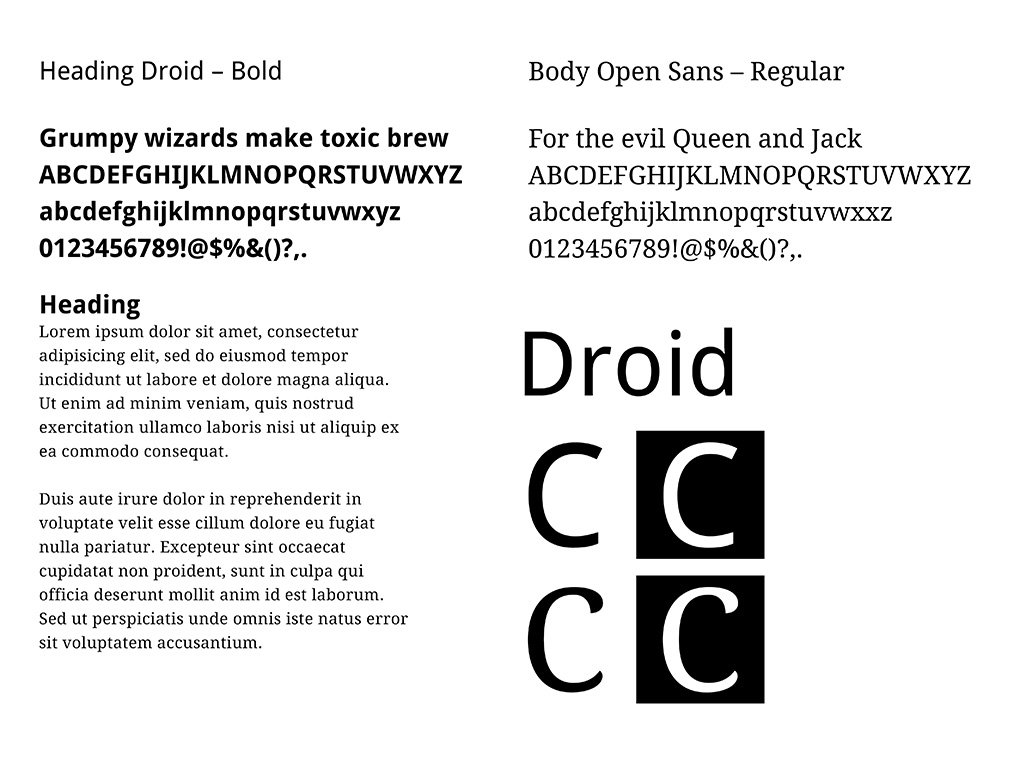 Heading Droid – Bold
Grumpy wizards make toxic brew
ABCDEFGHIJKLMNOPQRSTUVWXYZ
abcdefghijklmnopqrstuvwxyz
0123456789!@$%&()?,.
Heading
Lorem ipsum dolor sit amet, consectetur
adipisicing elit, sed do eiusmod tempor
incididunt ut labore et dolore magna aliqua.
Ut enim ad minim veniam, quis nostrud
exercitation ullamco laboris nisi ut aliquip ex
ea commodo consequat.
Duis aute irure dolor in reprehenderit in
voluptate velit esse cillum dolore eu fugiat
nulla pariatur. Excepteur sint occaecat
cupidatat non proident, sunt in culpa qui
officia deserunt mollit anim id est laborum.
Sed ut perspiciatis unde omnis iste natus error
sit voluptatem accusantium.
Body Open Sans – Regular
For the evil Queen and Jack
ABCDEFGHIJKLMNOPQRSTUVWXYZ
abcdefghijklmnopqrstuvwxxz
0123456789!@$%&()?,.
Droid
C C
C C